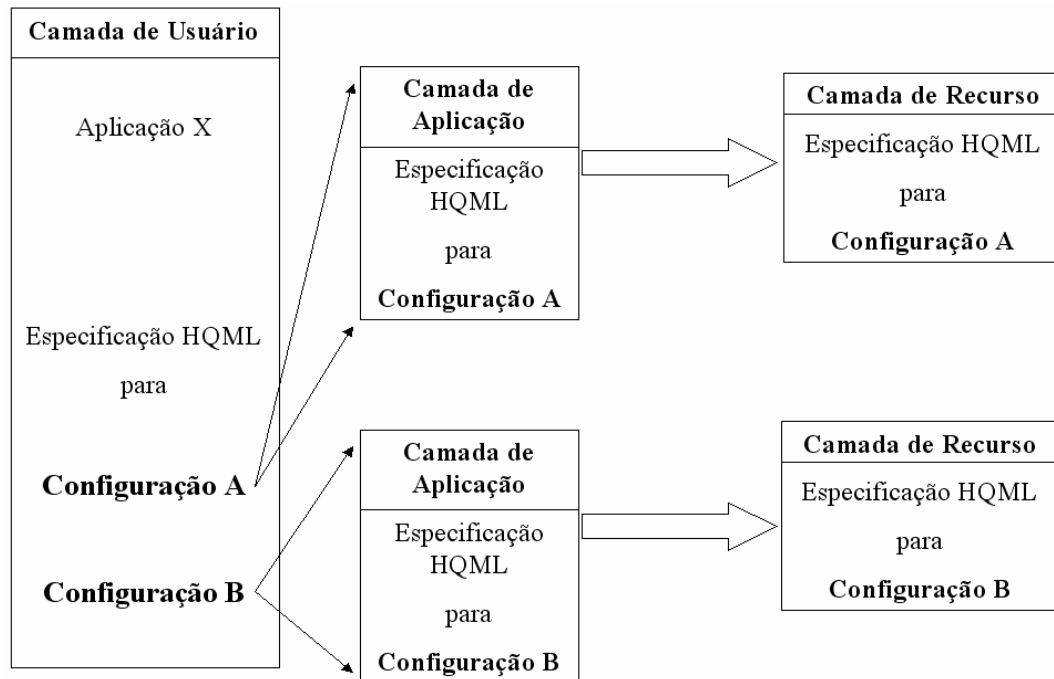 Camada de Usuário
Aplicação X
Especificação HQML
para
Configuração A
Configuração B
Camada de
Aplicação
Especificação
HQML
para
Configuração A
Camada de Recurso
Especificação HQML
para
Configuração A
Camada de
Aplicação
Especificação
HQML
para
Configuração B
Camada de Recurso
Especificação HQML
para
Configuração B